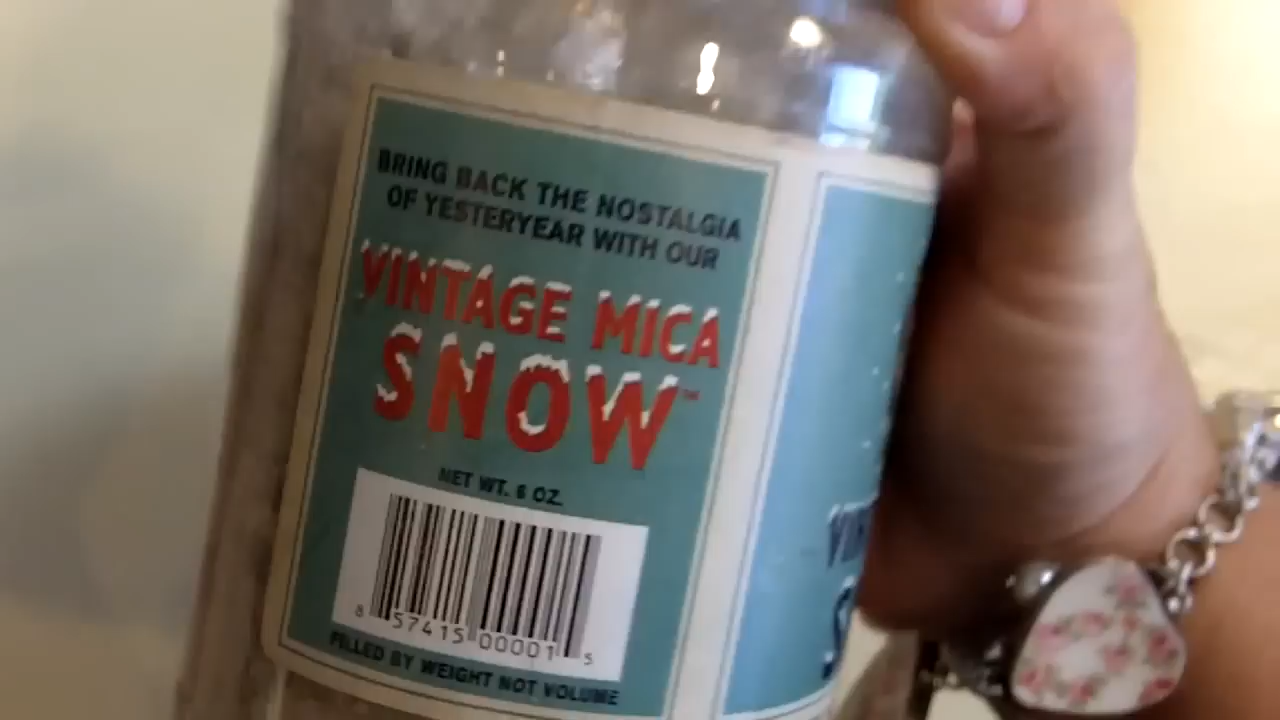 BRING BACK THE NOSTALGIA
OF YESTERYEAR WITH OUR
VINTAGE MICA
SNOW™
NET WT. 6 OZ.
8 57415 00001 5
FILLED BY WEIGHT NOT VOLUME